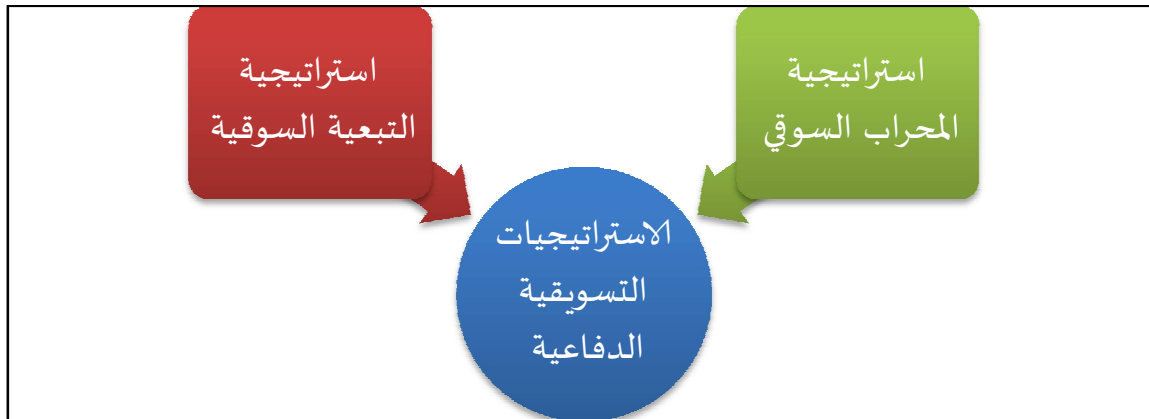 استراتيجية
المحراب السوقي
استراتيجية
التبعية السوقية
الاستراتيجيات
التسويقية
الدفاعية